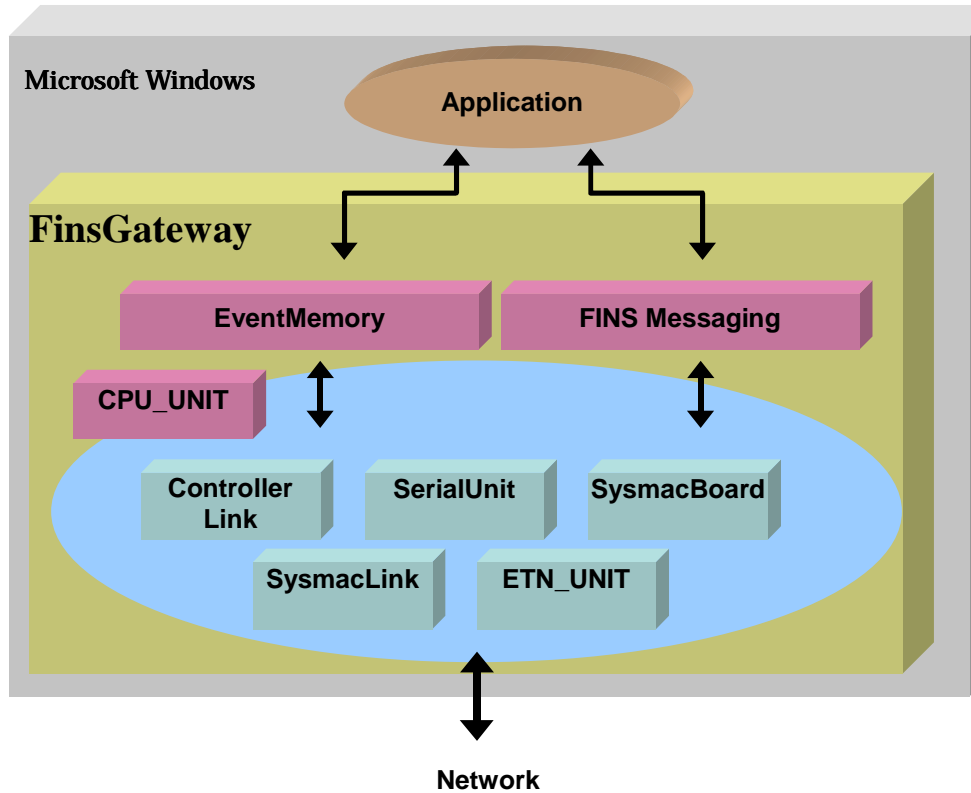 Microsoft Windows
Application
FinsGateway
EventMemory
FINS Messaging
CPU_UNIT
Controller
Link
SerialUnit
SysmacBoard
SysmacLink
ETN_UNIT
Network